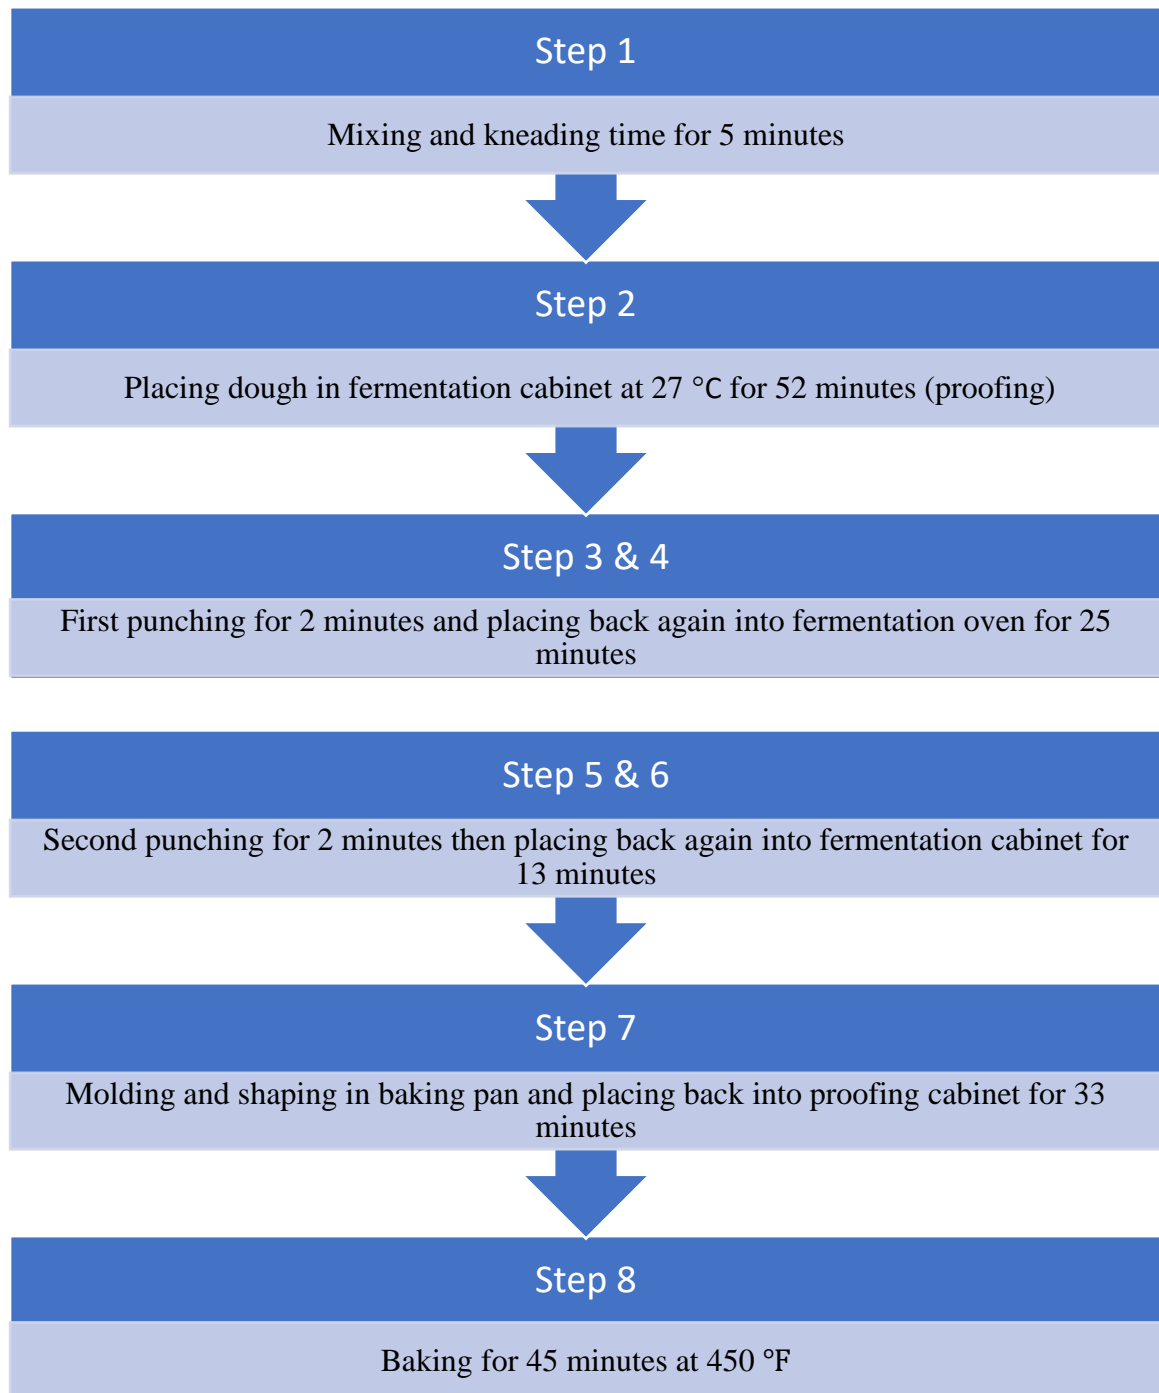 Step 1
Mixing and kneading time for 5 minutes
Step 2
Placing dough in fermentation cabinet at 27 °C for 52 minutes (proofing)
Step 3 & 4
First punching for 2 minutes and placing back again into fermentation oven for 25
minutes
Step 5 & 6
Second punching for 2 minutes then placing back again into fermentation cabinet for
13 minutes
Step 7
Molding and shaping in baking pan and placing back into proofing cabinet for 33
minutes
Step 8
Baking for 45 minutes at 450 °F